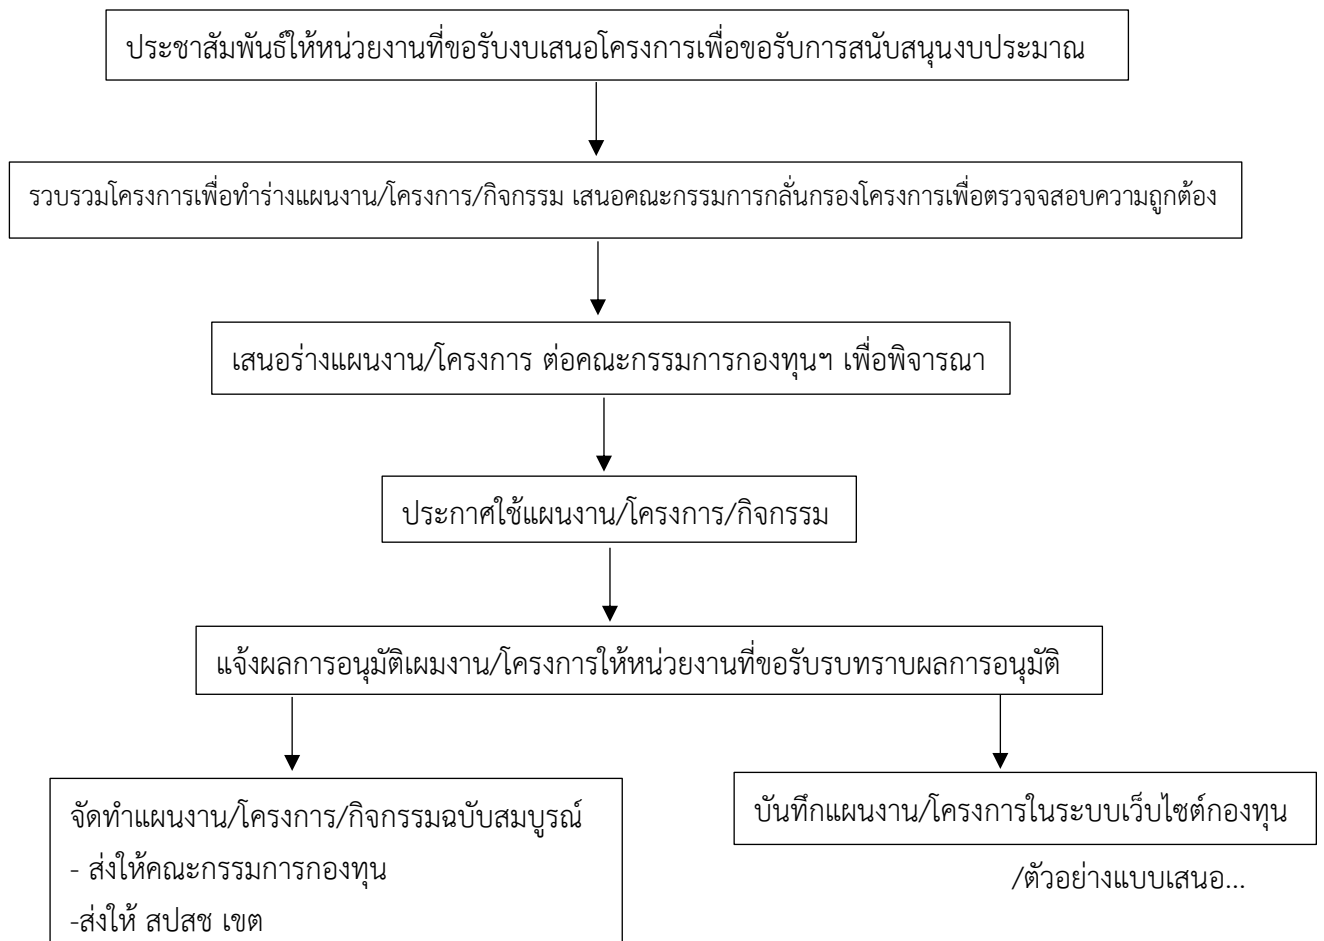 ประชาสัมพันธ์ให้หน่วยงานที่ขอรับงบเสนอโครงการเพื่อขอรับการสนับสนุนงบประมาณ
รวบรวมโครงการเพื่อทำร่างแผนงาน/โครงการ/กิจกรรม เสนอคณะกรรมการกลั่นกรองโครงการเพื่อตรวจจสอบความถูกต้อง
เสนอร่างแผนงาน/โครงการ ต่อคณะกรรมการกองทุนฯ เพื่อพิจารณา
ประกาศใช้แผนงาน/โครงการ/กิจกรรม
แจ้งผลการอนุมัติเผมงาน/โครงการให้หน่วยงานที่ขอรับรบทราบผลการอนุมัติ
จัดทำแผนงาน/โครงการ/กิจกรรมฉบับสมบูรณ์
- ส่งให้คณะกรรมการกองทุน
-ส่งให้ สปสช เขต
บันทึกแผนงาน/โครงการในระบบเว็บไซต์กองทุน
/ตัวอย่างแบบเสนอ...